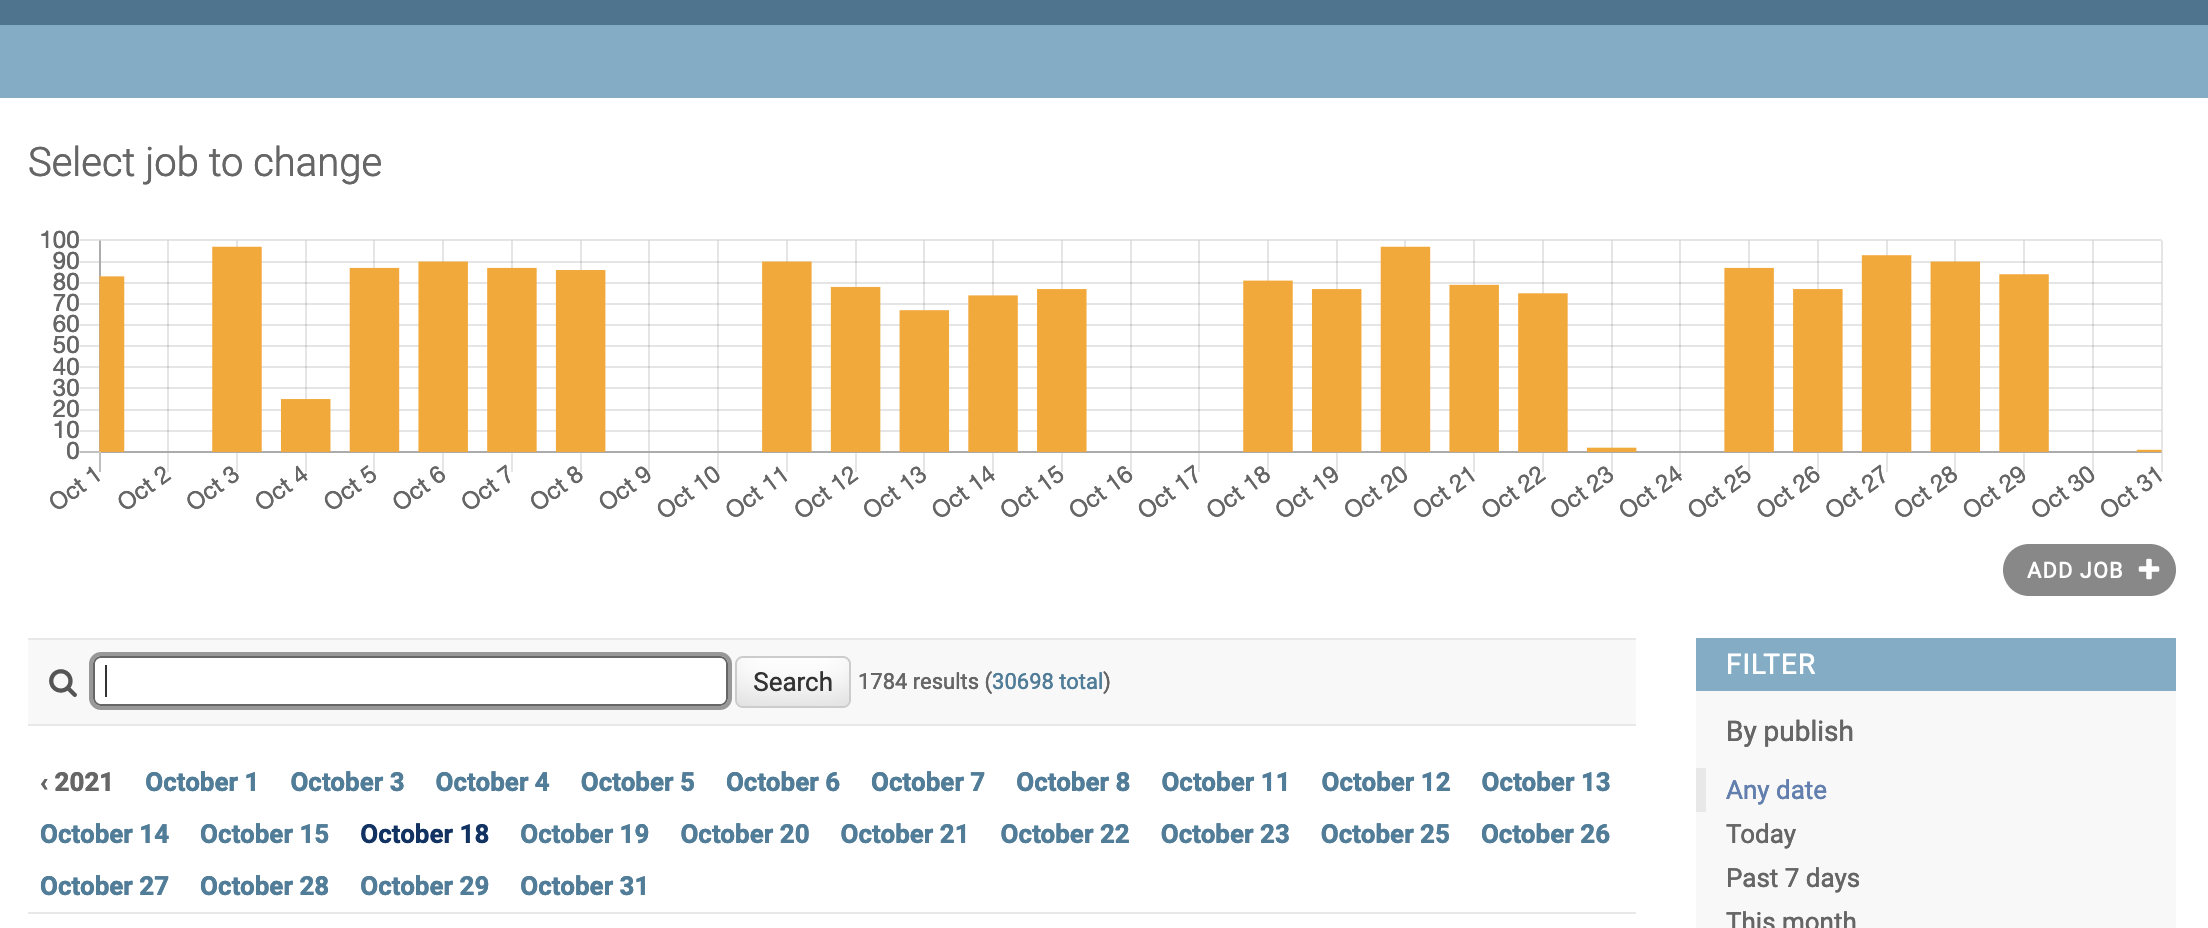 Select job to change
100
90
80
70
60
50
40
30
20
10
0
Oct 1 Oct 2 Oct 3 Oct 4 Oct 5 Oct 6 Oct 7 Oct 8 Oct 9 Oct 10 Oct 11 Oct 12 Oct 13 Oct 14 Oct 15 Oct 16 Oct 17 Oct 18 Oct 19 Oct 20 Oct 21 Oct 22 Oct 23 Oct 24 Oct 25 Oct 26 Oct 27 Oct 28 Oct 29 Oct 30 Oct 31
ADD JOB +
Search 1784 results (30698 total)
‹ 2021 October 1 October 3 October 4 October 5 October 6 October 7 October 8 October 11 October 12 October 13
October 14 October 15 October 18 October 19 October 20 October 21 October 22 October 23 October 25 October 26
October 27 October 28 October 29 October 31
FILTER
By publish
Any date
Today
Past 7 days
This month